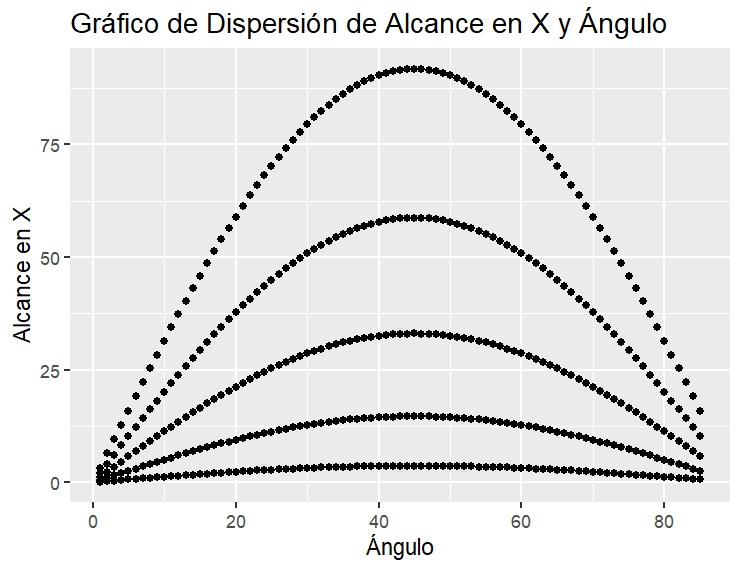 Gráfico de Dispersión de Alcance en X y Ángulo
Alcance en X
75
50
25
0
0 20 40 60 80
Ángulo